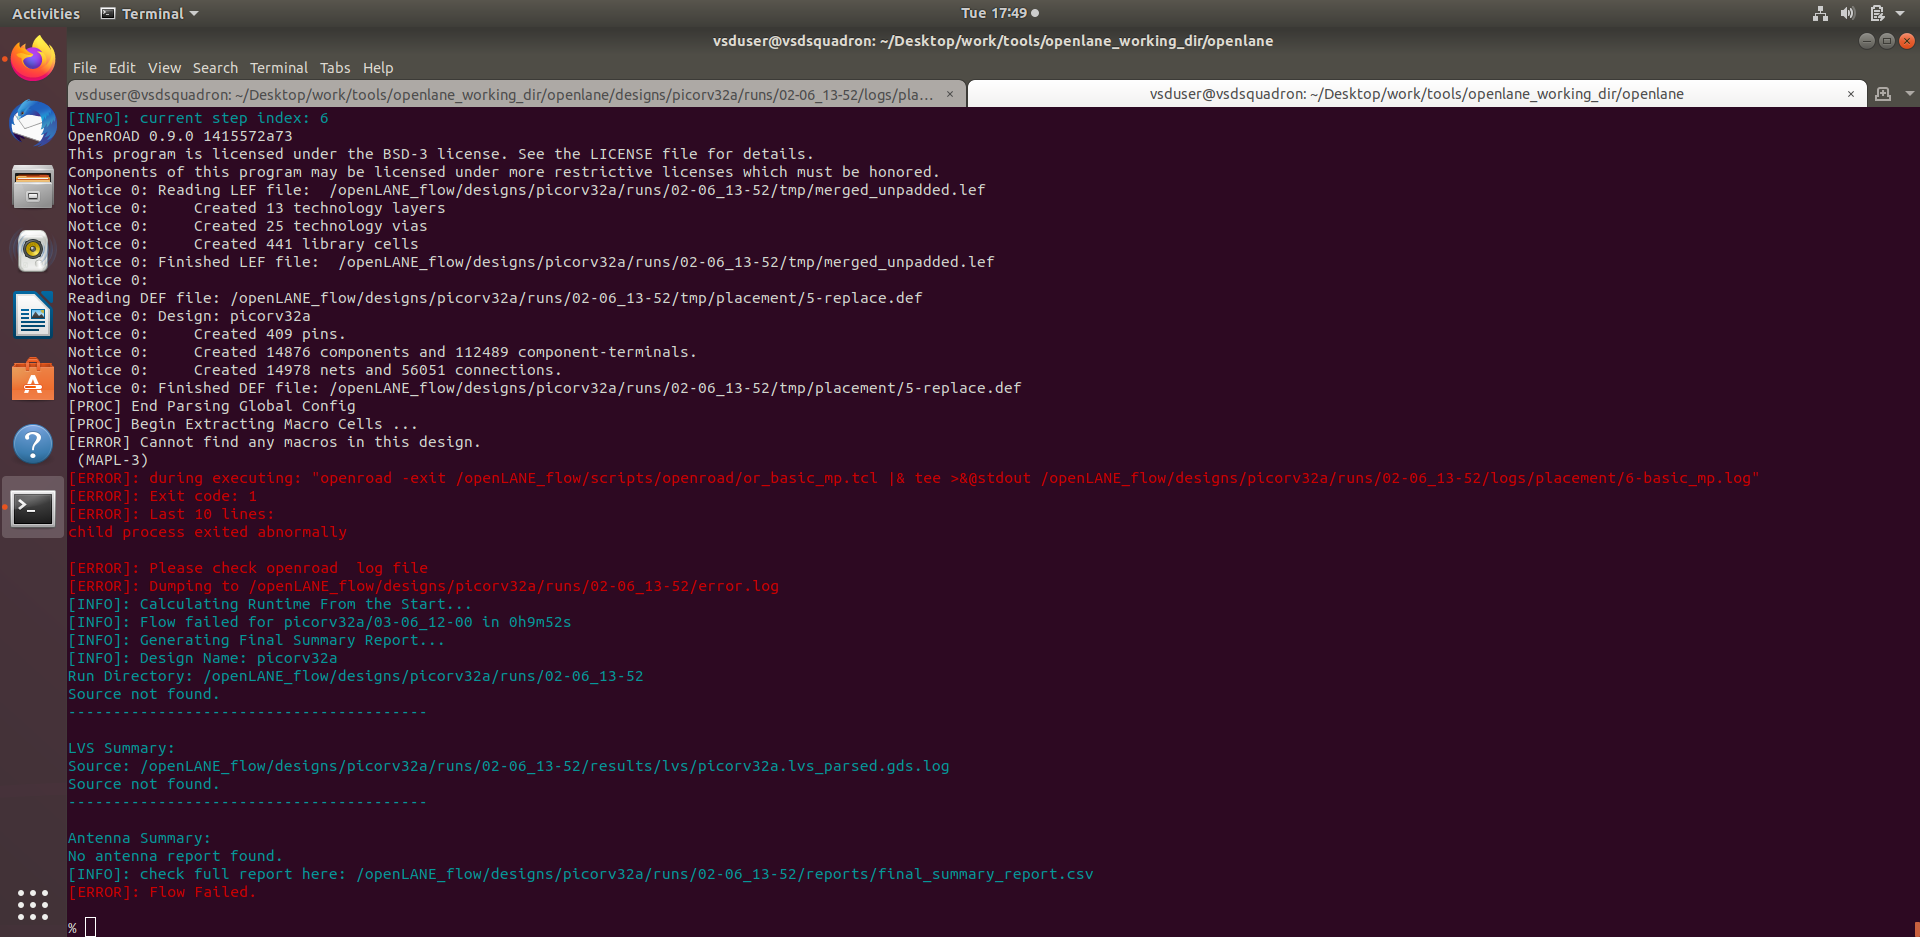 Activities
Terminal
Tue 17:49
vsduser@vsdsquadron: ~/Desktop/work/tools/openlane_working_dir/openlane
File Edit View Search Terminal Tabs Help
vsduser@vsdsquadron: ~/Desktop/work/tools/openlane_working_dir/openlane/designs/picorv32a/runs/02-06_13-52/logs/pla... ×
vsduser@vsdsquadron: ~/Desktop/work/tools/openlane_working_dir/openlane ×
[INFO]: current step index: 6
OpenROAD 0.9.0 1415572a73
This program is licensed under the BSD-3 license. See the LICENSE file for details.
Components of this program may be licensed under more restrictive licenses which must be honored.
Notice 0: Reading LEF file:  /openLANE_flow/designs/picorv32a/runs/02-06_13-52/tmp/merged_unpadded.lef
Notice 0:     Created 13 technology layers
Notice 0:     Created 25 technology vias
Notice 0:     Created 441 library cells
Notice 0: Finished LEF file:  /openLANE_flow/designs/picorv32a/runs/02-06_13-52/tmp/merged_unpadded.lef
Notice 0:
Reading DEF file: /openLANE_flow/designs/picorv32a/runs/02-06_13-52/tmp/placement/5-replace.def
Notice 0: Design: picorv32a
Notice 0:     Created 409 pins.
Notice 0:     Created 14876 components and 112489 component-terminals.
Notice 0:     Created 14978 nets and 56051 connections.
Notice 0: Finished DEF file: /openLANE_flow/designs/picorv32a/runs/02-06_13-52/tmp/placement/5-replace.def
[PROC] End Parsing Global Config
[PROC] Begin Extracting Macro Cells ...
[ERROR] Cannot find any macros in this design.
 (MAPL-3)
[ERROR]: during executing: "openroad -exit /openLANE_flow/scripts/openroad/or_basic_mp.tcl |& tee >&@stdout /openLANE_flow/designs/picorv32a/runs/02-06_13-52/logs/placement/6-basic_mp.log"
[ERROR]: Exit code: 1
[ERROR]: Last 10 lines:
child process exited abnormally
[ERROR]: Please check openroad  log file
[ERROR]: Dumping to /openLANE_flow/designs/picorv32a/runs/02-06_13-52/error.log
[INFO]: Calculating Runtime From the Start...
[INFO]: Flow failed for picorv32a/03-06_12-00 in 0h9m52s
[INFO]: Generating Final Summary Report...
[INFO]: Design Name: picorv32a
Run Directory: /openLANE_flow/designs/picorv32a/runs/02-06_13-52
Source not found.
----------------------------------------
LVS Summary:
Source: /openLANE_flow/designs/picorv32a/runs/02-06_13-52/results/lvs/picorv32a.lvs_parsed.gds.log
Source not found.
----------------------------------------
Antenna Summary:
No antenna report found.
[INFO]: check full report here: /openLANE_flow/designs/picorv32a/runs/02-06_13-52/reports/final_summary_report.csv
[ERROR]: Flow Failed.
%